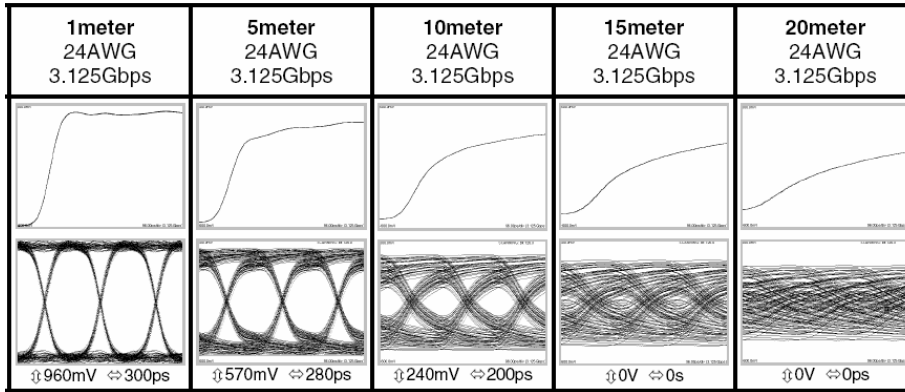 1meter
24AWG
3.125Gbps
5meter
24AWG
3.125Gbps
10meter
24AWG
3.125Gbps
15meter
24AWG
3.125Gbps
20meter
24AWG
3.125Gbps
⇕960mV ⇔300ps
⇕570mV ⇔280ps
⇕240mV ⇔200ps
⇕0V ⇔0s
⇕0V ⇔0ps